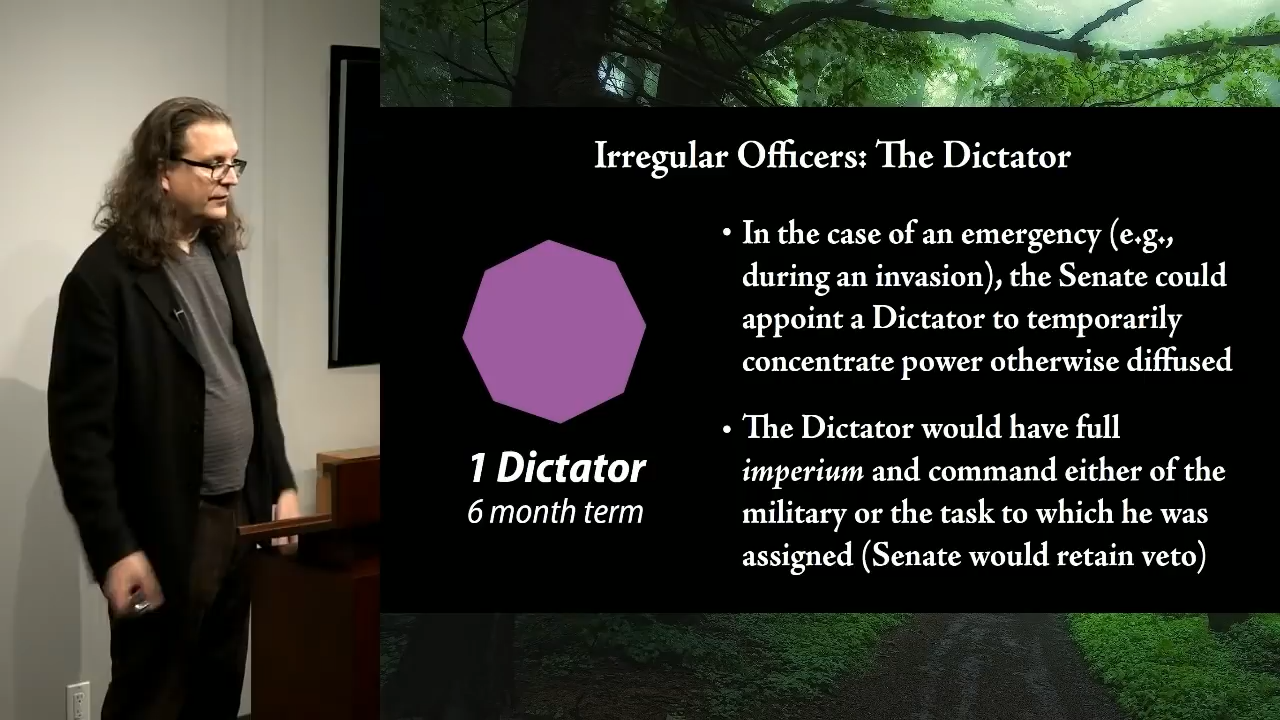 Irregular Officers: The Dictator
• In the case of an emergency (e.g.,
during an invasion), the Senate could
appoint a Dictator to temporarily
concentrate power otherwise diffused
• The Dictator would have full
imperium and command either of the
military or the task to which he was
assigned (Senate would retain veto)
1 Dictator
6 month term